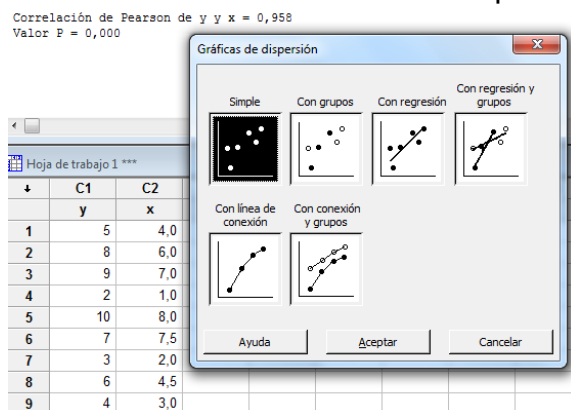 Correlación de Pearson de y y x = 0,958
Valor P = 0,000
Gráficas de dispersión
Simple
Con grupos
Con regresión
Con regresión y
grupos
Con línea de
conexión
Con conexión
y grupos
Ayuda
Aceptar
Cancelar
Hoja de trabajo 1 ***
C1 C2
y x
1 5 4,0
2 8 6,0
3 9 7,0
4 2 1,0
5 10 8,0
6 7 7,5
7 3 2,0
8 6 4,5
9 4 3,0